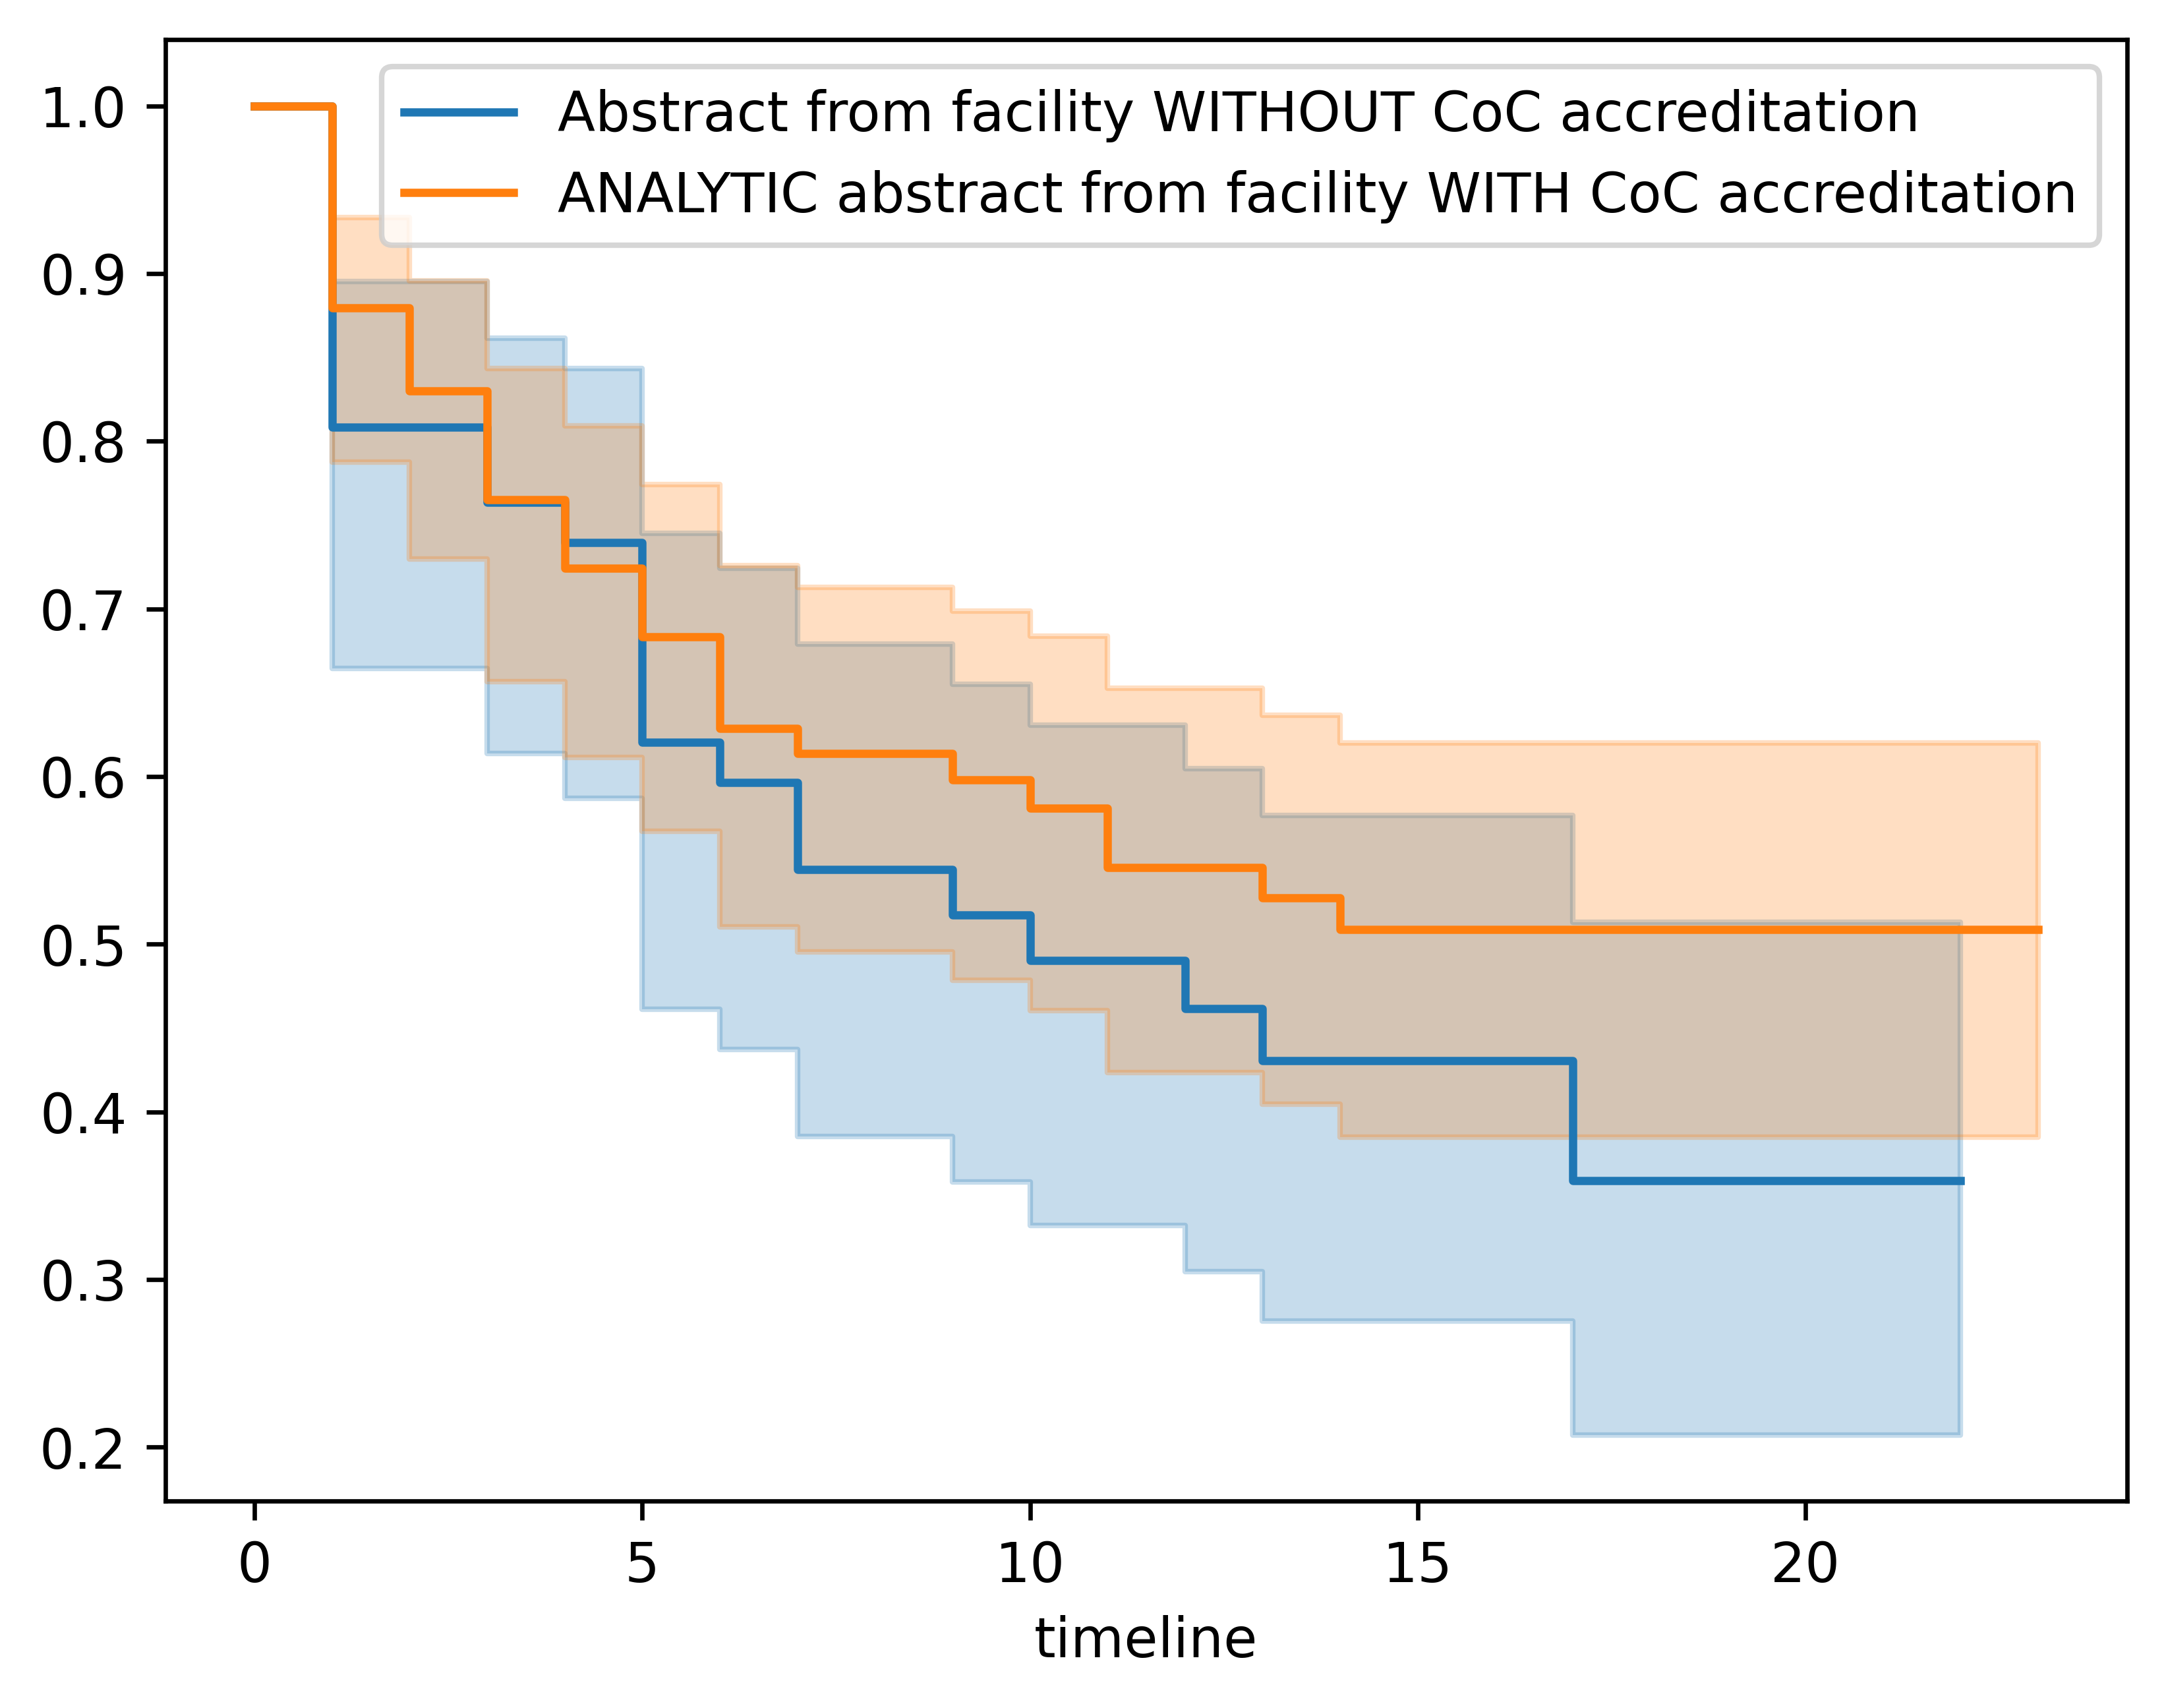 Abstract from facility WITHOUT CoC accreditation
ANALYTIC abstract from facility WITH CoC accreditation
1.0
0.9
0.8
0.7
0.6
0.5
0.4
0.3
0.2
0 5 10 15 20
timeline